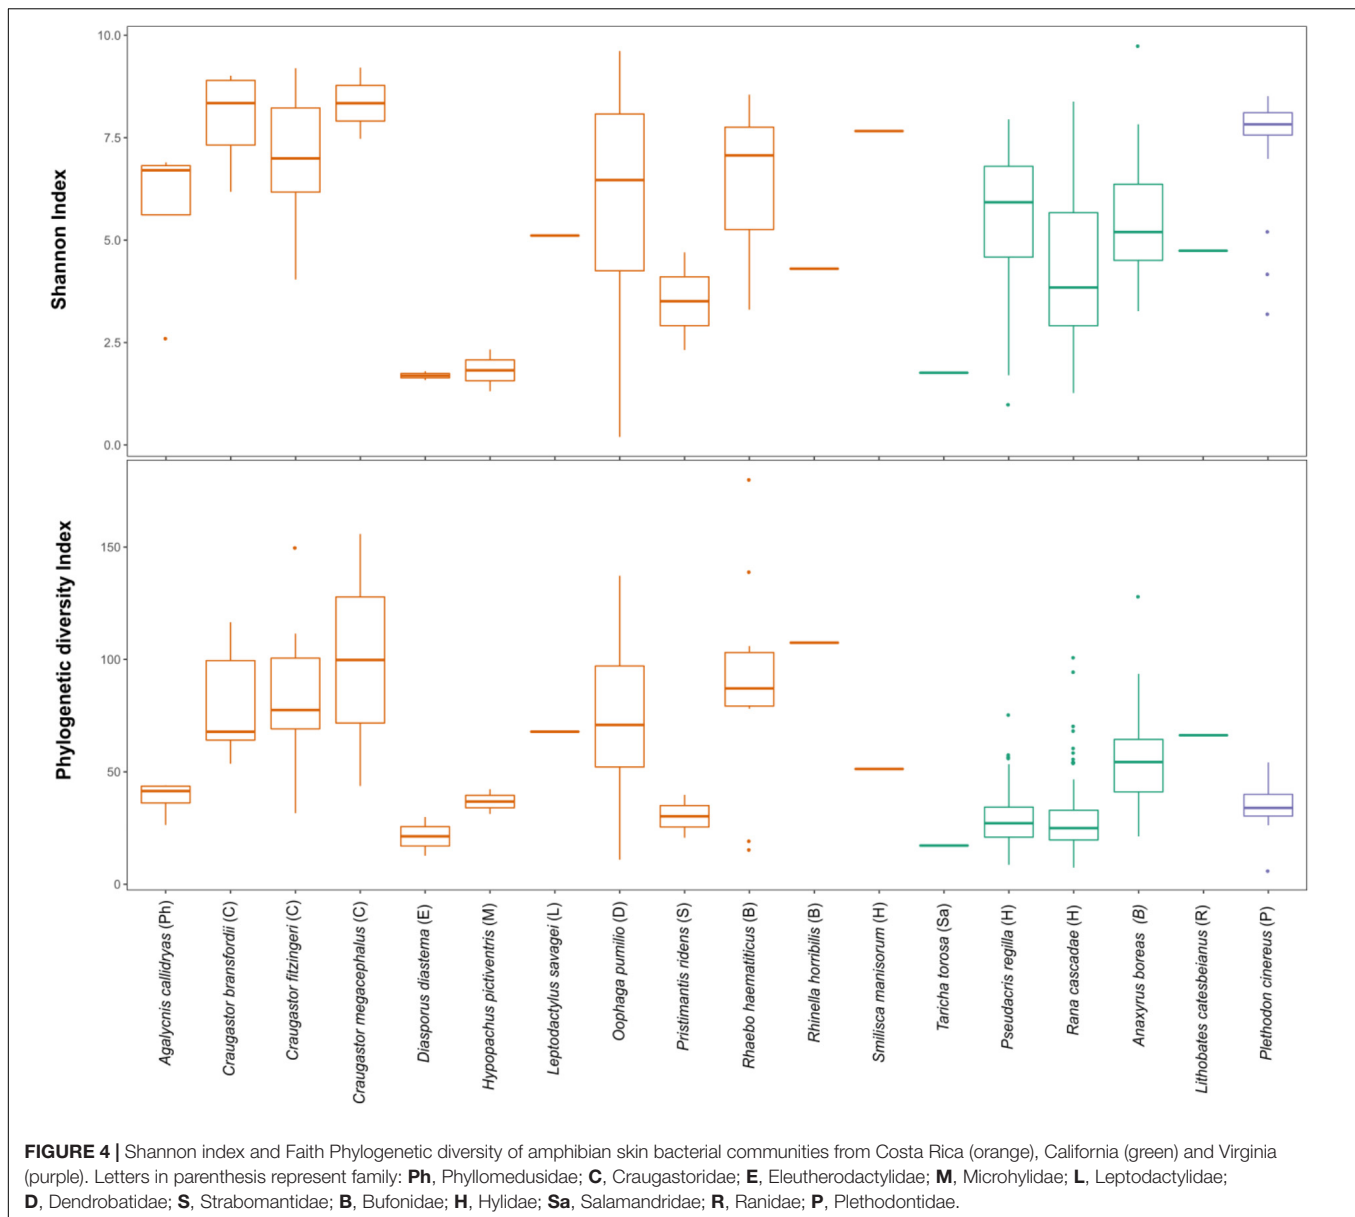 Shannon Index
10.0
7.5
5.0
2.5
0.0
Phylogenetic diversity Index
150
100
50
0
Agalycnis callidryas (Ph)
Craugastor bransfordii (C)
Craugastor fitzingeri (C)
Craugastor megacephalus (C)
Diasporus diastema (E)
Hypopachus pictiventris (M)
Leptodactylus savagei (L)
Oophaga pumilio (D)
Pristimantis ridens (S)
Rhaebo haematiticus (B)
Rhinella horribilis (B)
Smilisca manisorum (H)
Taricha torosa (Sa)
Pseudacris regilla (H)
Rana cascadae (H)
Anaxyrus boreas (B)
Lithobates catesbeianus (R)
Plethodon cinereus (P)
FIGURE 4 | Shannon index and Faith Phylogenetic diversity of amphibian skin bacterial communities from Costa Rica (orange), California (green) and Virginia
(purple). Letters in parenthesis represent family: Ph, Phyllomedusidae; C, Craugastoridae; E, Eleutherodactylidae; M, Microhylidae; L, Leptodactylidae;
D, Dendrobatidae; S, Strabomantidae; B, Bufonidae; H, Hylidae; Sa, Salamandridae; R, Ranidae; P, Plethodontidae.